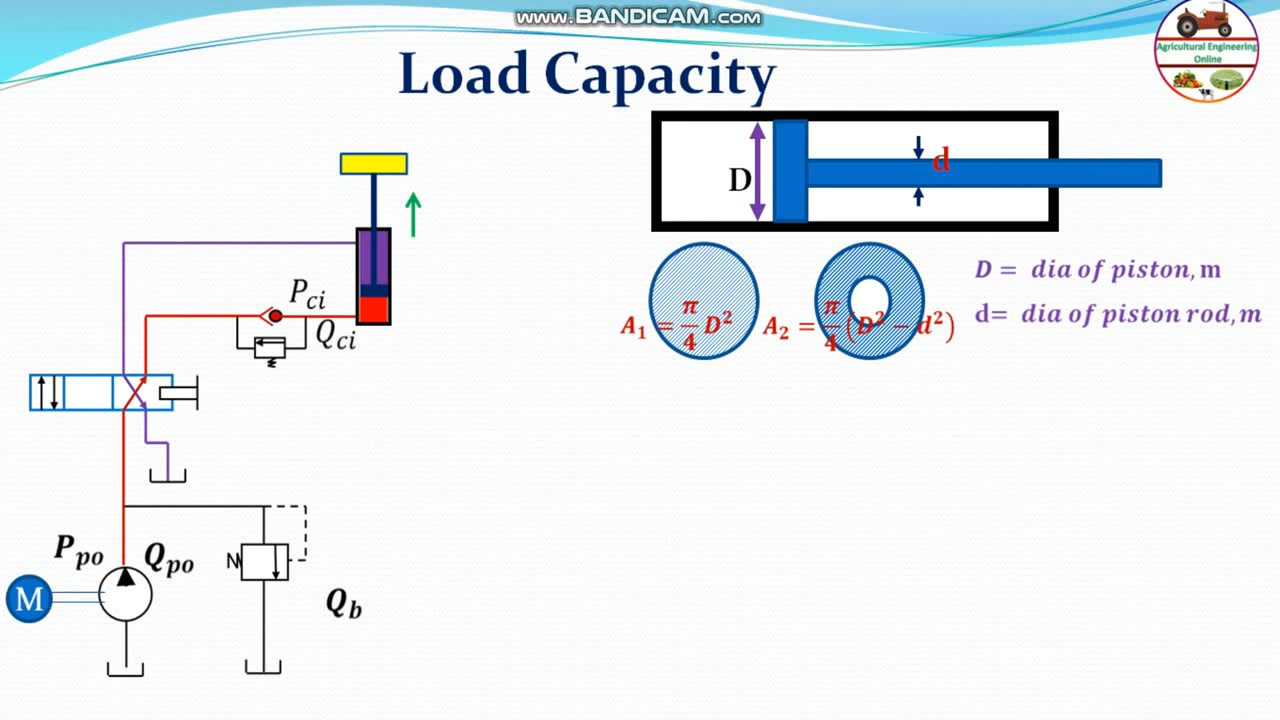 www.BANDICAM.com
Load Capacity
Agricultural Engineering
Online
D
d
D = dia of piston, m
d= dia of piston rod, m
A₁ = π/4 D²
A₂ = π/4 (D² − d²)
P_ci
Q_ci
P_po
Q_po
M
Q_b